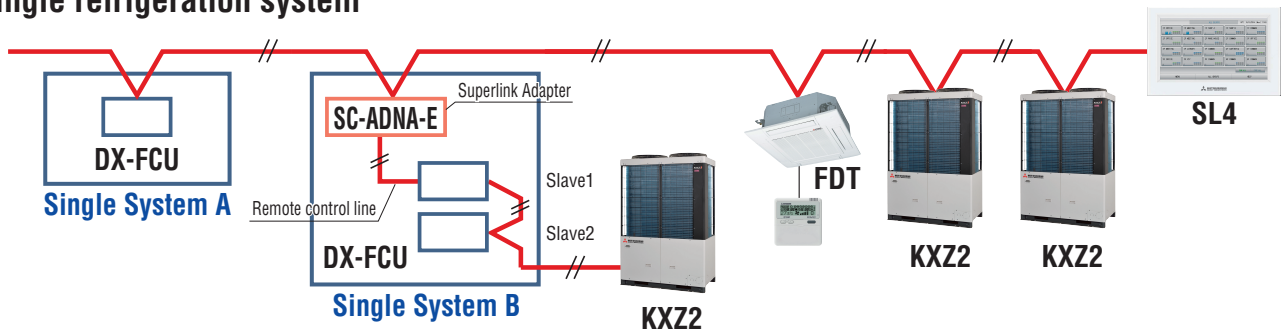 ingle refrigeration system
Superlink Adapter
SC-ADNA-E
DX-FCU
Single System A
Remote control line
Slave1
Slave2
DX-FCU
Single System B
KXZ2
FDT
KXZ2
KXZ2
SL4